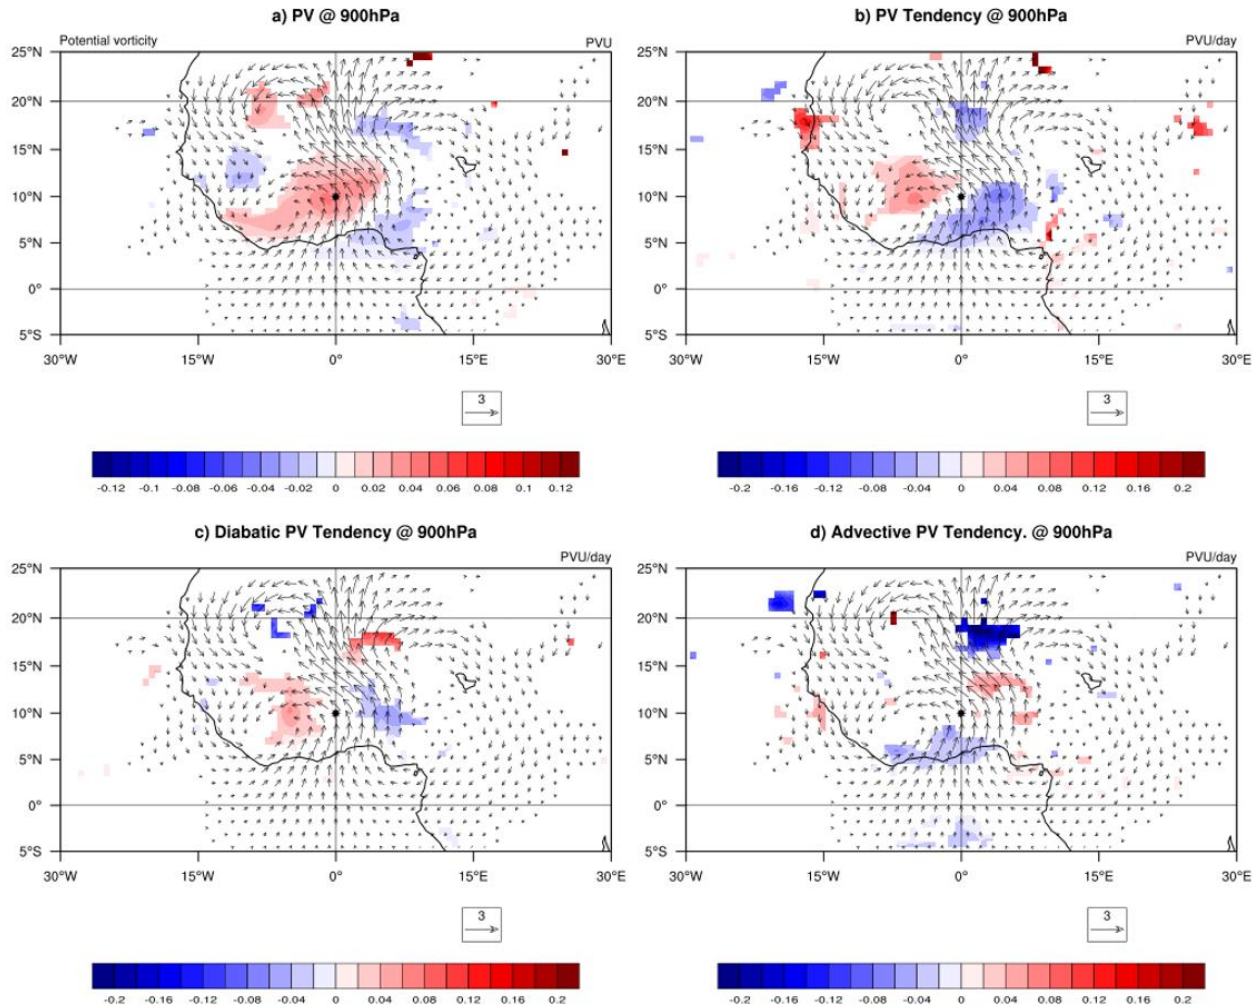 a) PV @ 900hPa
Potential vorticity PVU
25°N
20°N
15°N
10°N
5°N
0°
5°S
30°W 15°W 0° 15°E 30°E
3
-0.12 -0.1 -0.08 -0.06 -0.04 -0.02 0 0.02 0.04 0.06 0.08 0.1 0.12
b) PV Tendency @ 900hPa
PVU/day
25°N
20°N
15°N
10°N
5°N
0°
5°S
30°W 15°W 0° 15°E 30°E
3
-0.2 -0.16 -0.12 -0.08 -0.04 0 0.04 0.08 0.12 0.16 0.2
c) Diabatic PV Tendency @ 900hPa
PVU/day
25°N
20°N
15°N
10°N
5°N
0°
5°S
30°W 15°W 0° 15°E 30°E
3
-0.2 -0.16 -0.12 -0.08 -0.04 0 0.04 0.08 0.12 0.16 0.2
d) Advective PV Tendency. @ 900hPa
PVU/day
25°N
20°N
15°N
10°N
5°N
0°
5°S
30°W 15°W 0° 15°E 30°E
3
-0.2 -0.16 -0.12 -0.08 -0.04 0 0.04 0.08 0.12 0.16 0.2